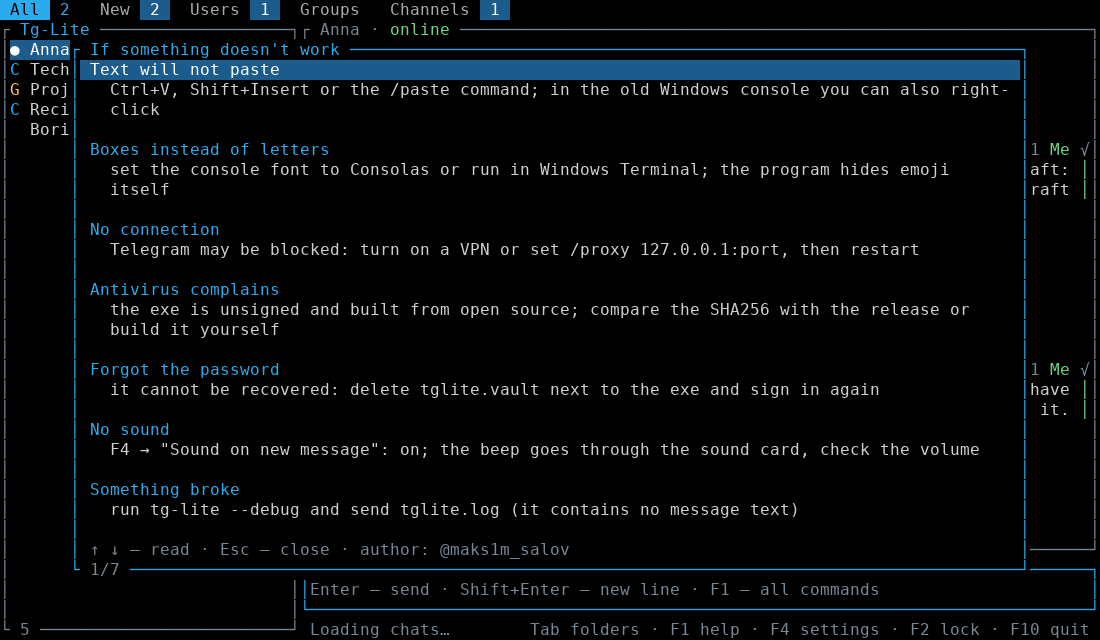 All 2 New 2 Users 1 Groups Channels 1
Tg-Lite Anna · online
● Anna If something doesn't work
C Tech Text will not paste
G Proj Ctrl+V, Shift+Insert or the /paste command; in the old Windows console you can also right-
C Reci click
Bori
Boxes instead of letters 1 Me √
set the console font to Consolas or run in Windows Terminal; the program hides emoji aft:
itself raft
No connection
Telegram may be blocked: turn on a VPN or set /proxy 127.0.0.1:port, then restart
Antivirus complains
the exe is unsigned and built from open source; compare the SHA256 with the release or
build it yourself
Forgot the password 1 Me √
it cannot be recovered: delete tglite.vault next to the exe and sign in again have
it.
No sound
F4 → "Sound on new message": on; the beep goes through the sound card, check the volume
Something broke
run tg-lite --debug and send tglite.log (it contains no message text)
↑ ↓ — read · Esc — close · author: @maks1m_salov
1/7
Enter — send · Shift+Enter — new line · F1 — all commands
5 Loading chats… Tab folders · F1 help · F4 settings · F2 lock · F10 quit